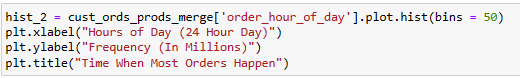 hist_2 = cust_ords_prods_merge['order_hour_of_day'].plot.hist(bins = 50)
plt.xlabel("Hours of Day (24 Hour Day)")
plt.ylabel("Frequency (In Millions)")
plt.title("Time When Most Orders Happen")